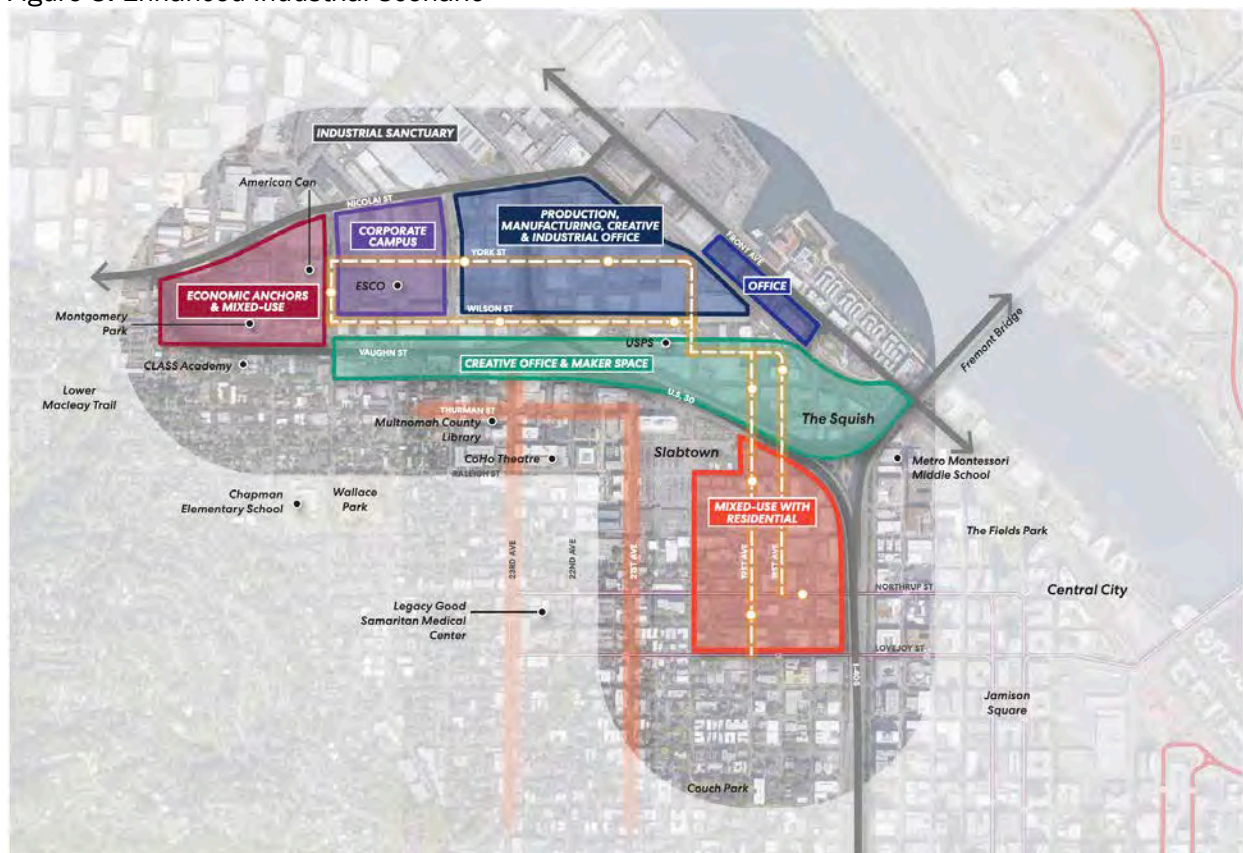 Figure 3. Enhanced Industrial Scenario
INDUSTRIAL SANCTUARY
American Can
NICOLAI ST
CORPORATE
CAMPUS
PRODUCTION,
MANUFACTURING, CREATIVE
& INDUSTRIAL OFFICE
FRONT AVE
YORK ST
ESCO
OFFICE
ECONOMIC ANCHORS
& MIXED-USE
WILSON ST
Montgomery
Park
USPS
Fremont Bridge
VAUGHN ST
CREATIVE OFFICE & MAKER SPACE
CLASS Academy
Lower
Macleay Trail
U.S. 30
THURMAN ST
The Squish
Multnomah County
Library
CoHo Theatre
Slabtown
RALEIGH ST
Metro Montessori
Middle School
Chapman
Elementary School
Wallace
Park
MIXED-USE WITH
RESIDENTIAL
The Fields Park
23RD AVE
22ND AVE
21ST AVE
19TH AVE
18TH AVE
NORTHRUP ST
Central City
Legacy Good
Samaritan Medical
Center
LOVEJOY ST
I-405
Jamison
Square
Couch Park